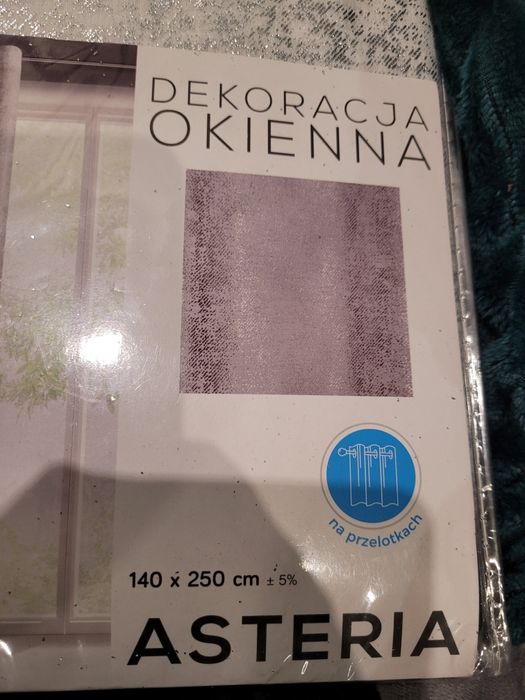 DEKORACJA
OKIENNA
na przelotkach
140 x 250 cm ± 5%
ASTERIA